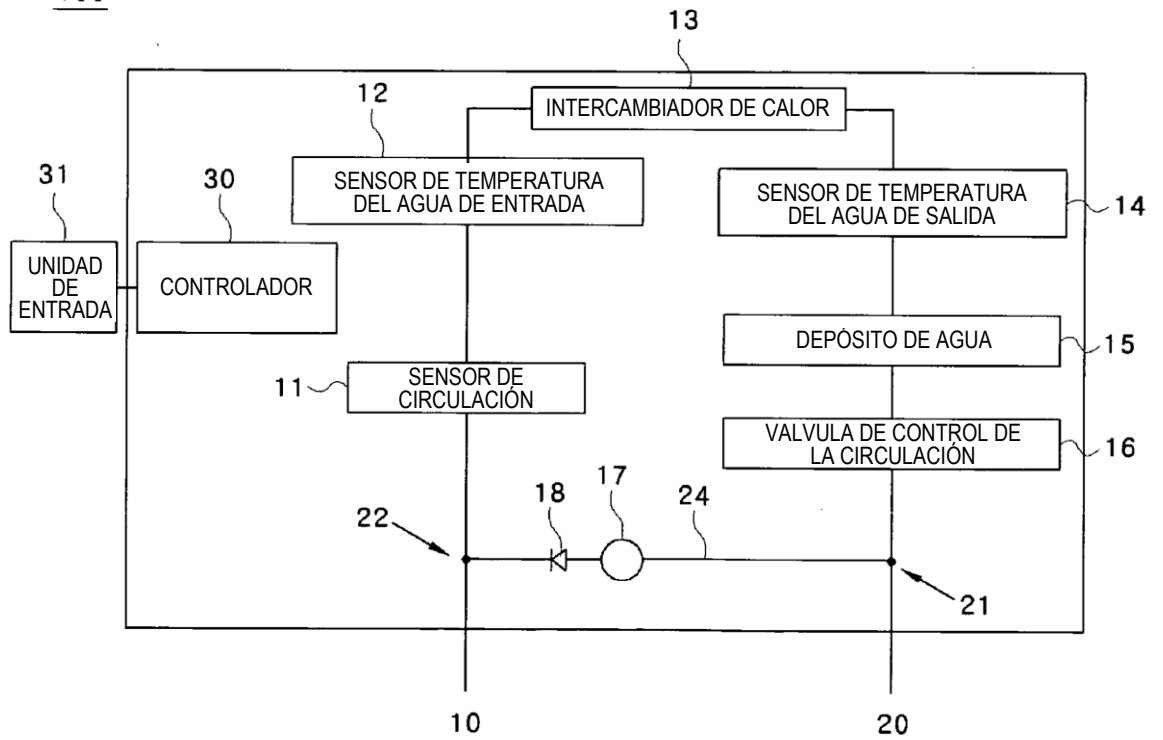 13
INTERCAMBIADOR DE CALOR
12
SENSOR DE TEMPERATURA
DEL AGUA DE ENTRADA
SENSOR DE TEMPERATURA
DEL AGUA DE SALIDA
14
31
30
UNIDAD
DE
ENTRADA
CONTROLADOR
DEPÓSITO DE AGUA
15
11
SENSOR DE
CIRCULACIÓN
VALVULA DE CONTROL DE
LA CIRCULACIÓN
16
22
18
17
24
21
10
20